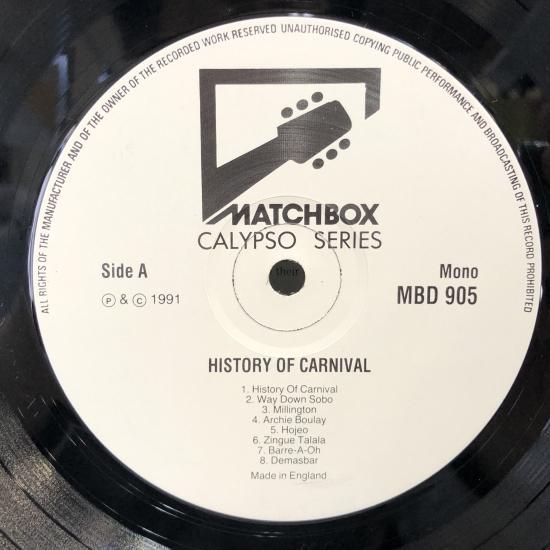 ALL RIGHTS OF THE MANUFACTURER AND OF THE OWNER OF THE RECORDED WORK RESERVED UNAUTHORISED COPYING PUBLIC PERFORMANCE AND BROADCASTING OF THIS RECORD PROHIBITED
MATCHBOX
CALYPSO SERIES
Side A
their
Mono
Ⓟ & © 1991
MBD 905
HISTORY OF CARNIVAL
1. History Of Carnival
2. Way Down Sobo
3. Millington
4. Archie Boulay
5. Hojeo
6. Zingue Talala
7. Barre-A-Oh
8. Demasbar
Made in England